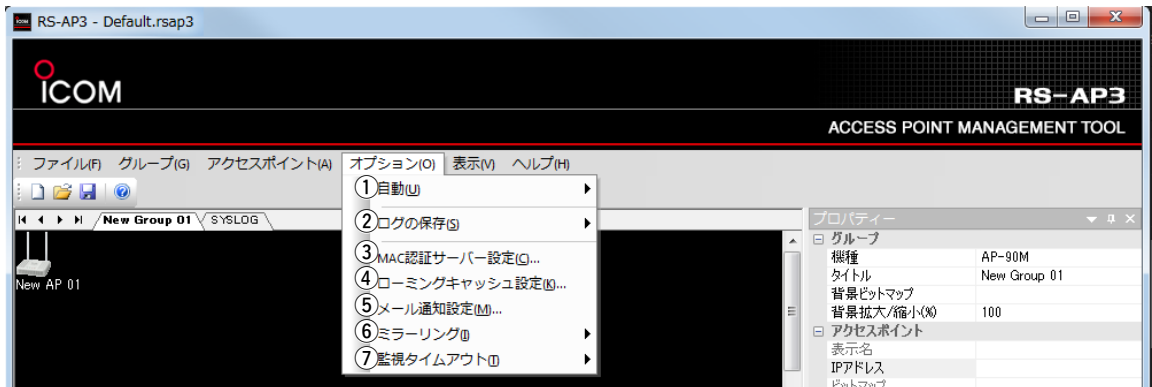 RS-AP3 - Default.rsap3
ICOM
RS-AP3
ACCESS POINT MANAGEMENT TOOL
ファイル(F) グループ(G) アクセスポイント(A) オプション(O) 表示(V) ヘルプ(H)
①自動(U)
②ログの保存(S)
③MAC認証サーバー設定(C)...
④ローミングキャッシュ設定(K)...
⑤メール通知設定(M)...
⑥ミラーリング(I)
⑦監視タイムアウト(T)
New Group 01 SYSLOG
New AP 01
プロパティー
グループ
機種 AP-90M
タイトル New Group 01
背景ビットマップ
背景拡大/縮小(%) 100
アクセスポイント
表示名
IPアドレス
ビットマップ